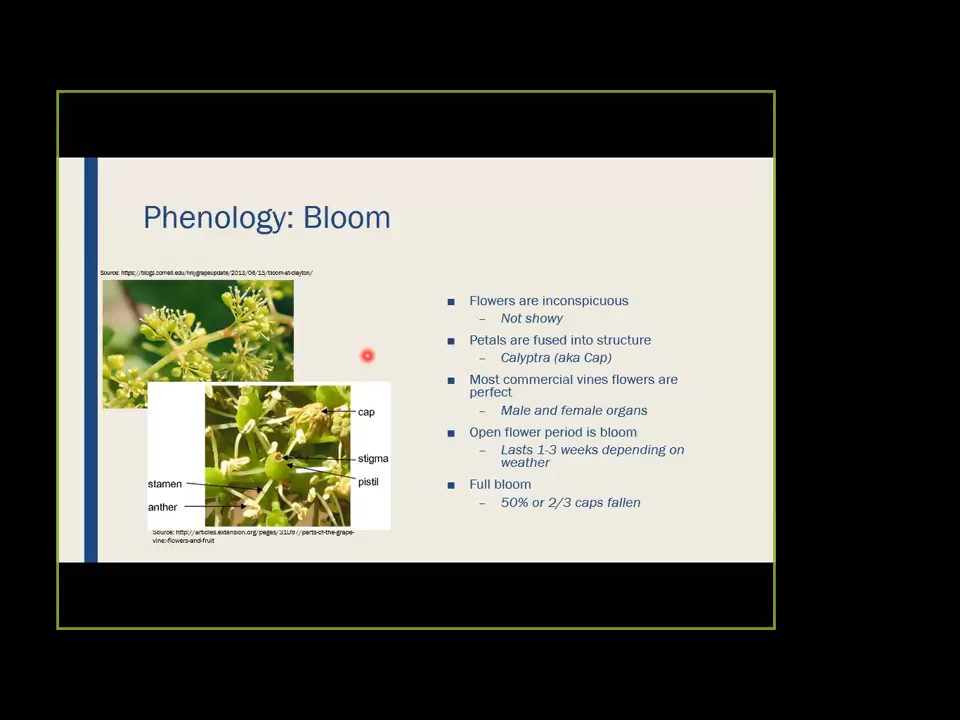 Phenology: Bloom
Source: https://blogs.cornell.edu/nnygrapeupdate/2013/06/13/bloom-at-clayton/
■ Flowers are inconspicuous
– Not showy
■ Petals are fused into structure
– Calyptra (aka Cap)
■ Most commercial vines flowers are
perfect
– Male and female organs
■ Open flower period is bloom
– Lasts 1-3 weeks depending on
weather
■ Full bloom
– 50% or 2/3 caps fallen
cap
stigma
pistil
stamen
anther
Source: http://articles.extension.org/pages/31097/parts-of-the-grape-
vine:-flowers-and-fruit